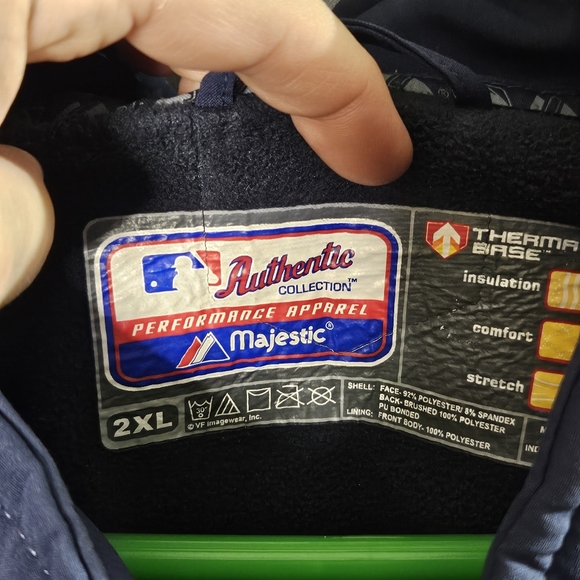 Authentic
COLLECTION™
PERFORMANCE APPAREL
Majestic®
2XL
30°
© VF Imagewear, Inc.
THERMA
BASE™
insulation
comfort
stretch
SHELL: FACE- 92% POLYESTER/ 8% SPANDEX
BACK- BRUSHED 100% POLYESTER
PU BONDED
LINING: FRONT BODY- 100% POLYESTER